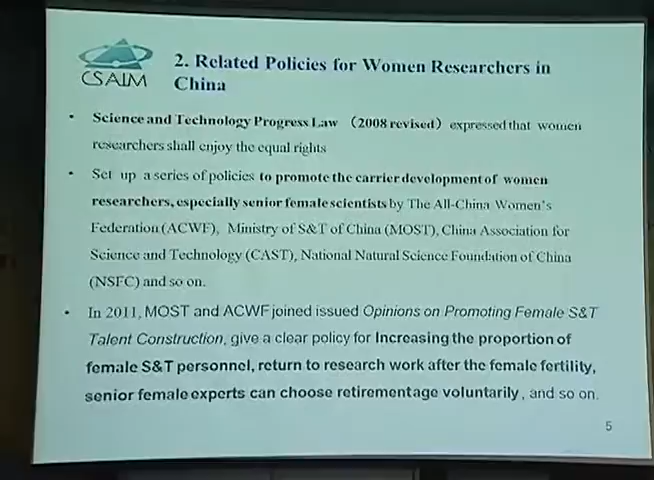 CSAIM
2. Related Policies for Women Researchers in
China
• Science and Technology Progress Law （2008 revised） expressed that women
researchers shall enjoy the equal rights
• Set up a series of policies to promote the carrier development of women
researchers, especially senior female scientists by The All-China Women's
Federation (ACWF), Ministry of S&T of China (MOST), China Association for
Science and Technology (CAST), National Natural Science Foundation of China
(NSFC) and so on.
• In 2011, MOST and ACWF joined issued Opinions on Promoting Female S&T
Talent Construction, give a clear policy for Increasing the proportion of
female S&T personnel, return to research work after the female fertility,
senior female experts can choose retirement age voluntarily, and so on.
5